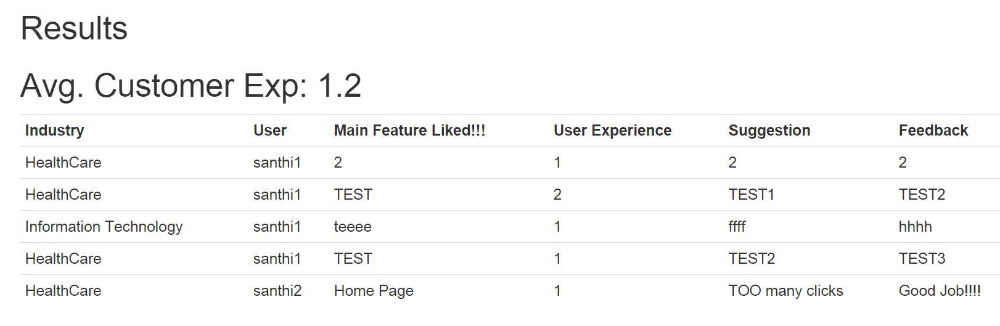 Results
Avg. Customer Exp: 1.2
Industry User Main Feature Liked!!! User Experience Suggestion Feedback
HealthCare santhi1 2 1 2 2
HealthCare santhi1 TEST 2 TEST1 TEST2
Information Technology santhi1 teeee 1 ffff hhhh
HealthCare santhi1 TEST 1 TEST2 TEST3
HealthCare santhi2 Home Page 1 TOO many clicks Good Job!!!!